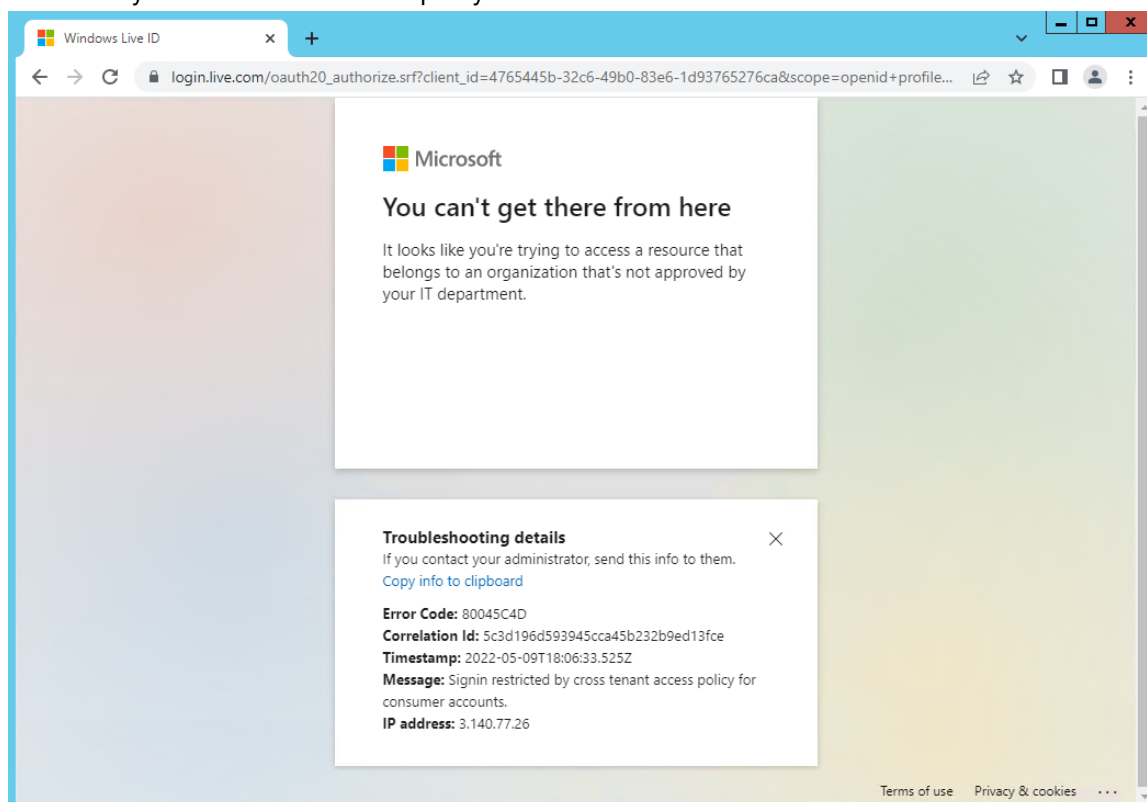 Windows Live ID
login.live.com/oauth20_authorize.srf?client_id=4765445b-32c6-49b0-83e6-1d93765276ca&scope=openid+profile...
Microsoft
You can't get there from here
It looks like you're trying to access a resource that
belongs to an organization that's not approved by
your IT department.
Troubleshooting details
If you contact your administrator, send this info to them.
Copy info to clipboard
Error Code: 80045C4D
Correlation Id: 5c3d196d593945cca45b232b9ed13fce
Timestamp: 2022-05-09T18:06:33.525Z
Message: Signin restricted by cross tenant access policy for
consumer accounts.
IP address: 3.140.77.26
Terms of use Privacy & cookies ...